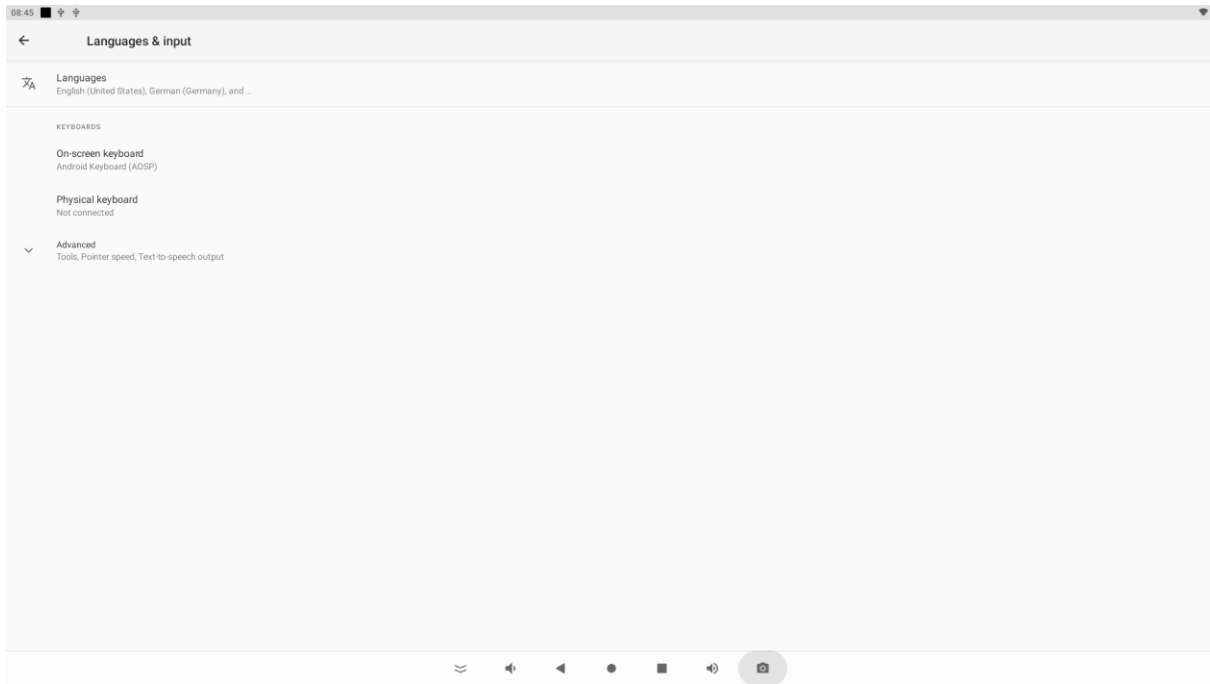 08:45
Languages & input
Languages
English (United States), German (Germany), and ...
KEYBOARDS
On-screen keyboard
Android Keyboard (AOSP)
Physical keyboard
Not connected
Advanced
Tools, Pointer speed, Text-to-speech output